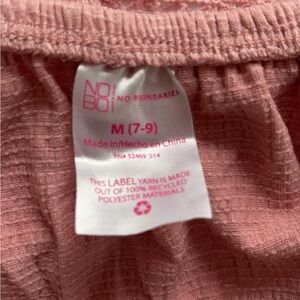 NO!
BO! NO BOUNDARIES
M (7-9)
Made in/Hecho en China
RN# 52469 S14
THIS LABEL YARN IS MADE
OUT OF 100% RECYCLED
POLYESTER MATERIALS